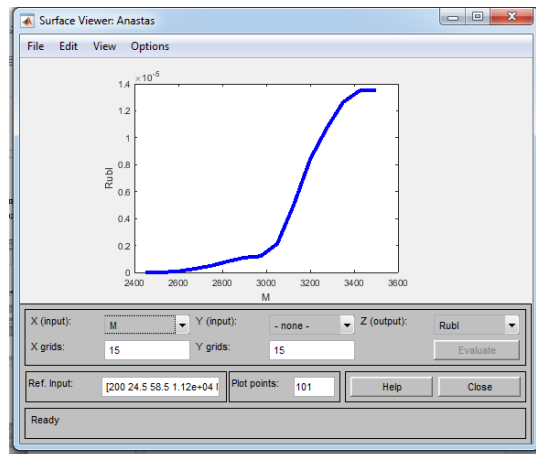 Surface Viewer: Anastas
File Edit View Options
×10⁻⁵
1.4
1.2
1
0.8
0.6
0.4
0.2
0
Rubl
2400 2600 2800 3000 3200 3400 3600
M
X (input): M Y (input): - none - Z (output): Rubl
X grids: 15 Y grids: 15 Evaluate
Ref. Input: [200 24.5 58.5 1.12e+04 Plot points: 101 Help Close
Ready